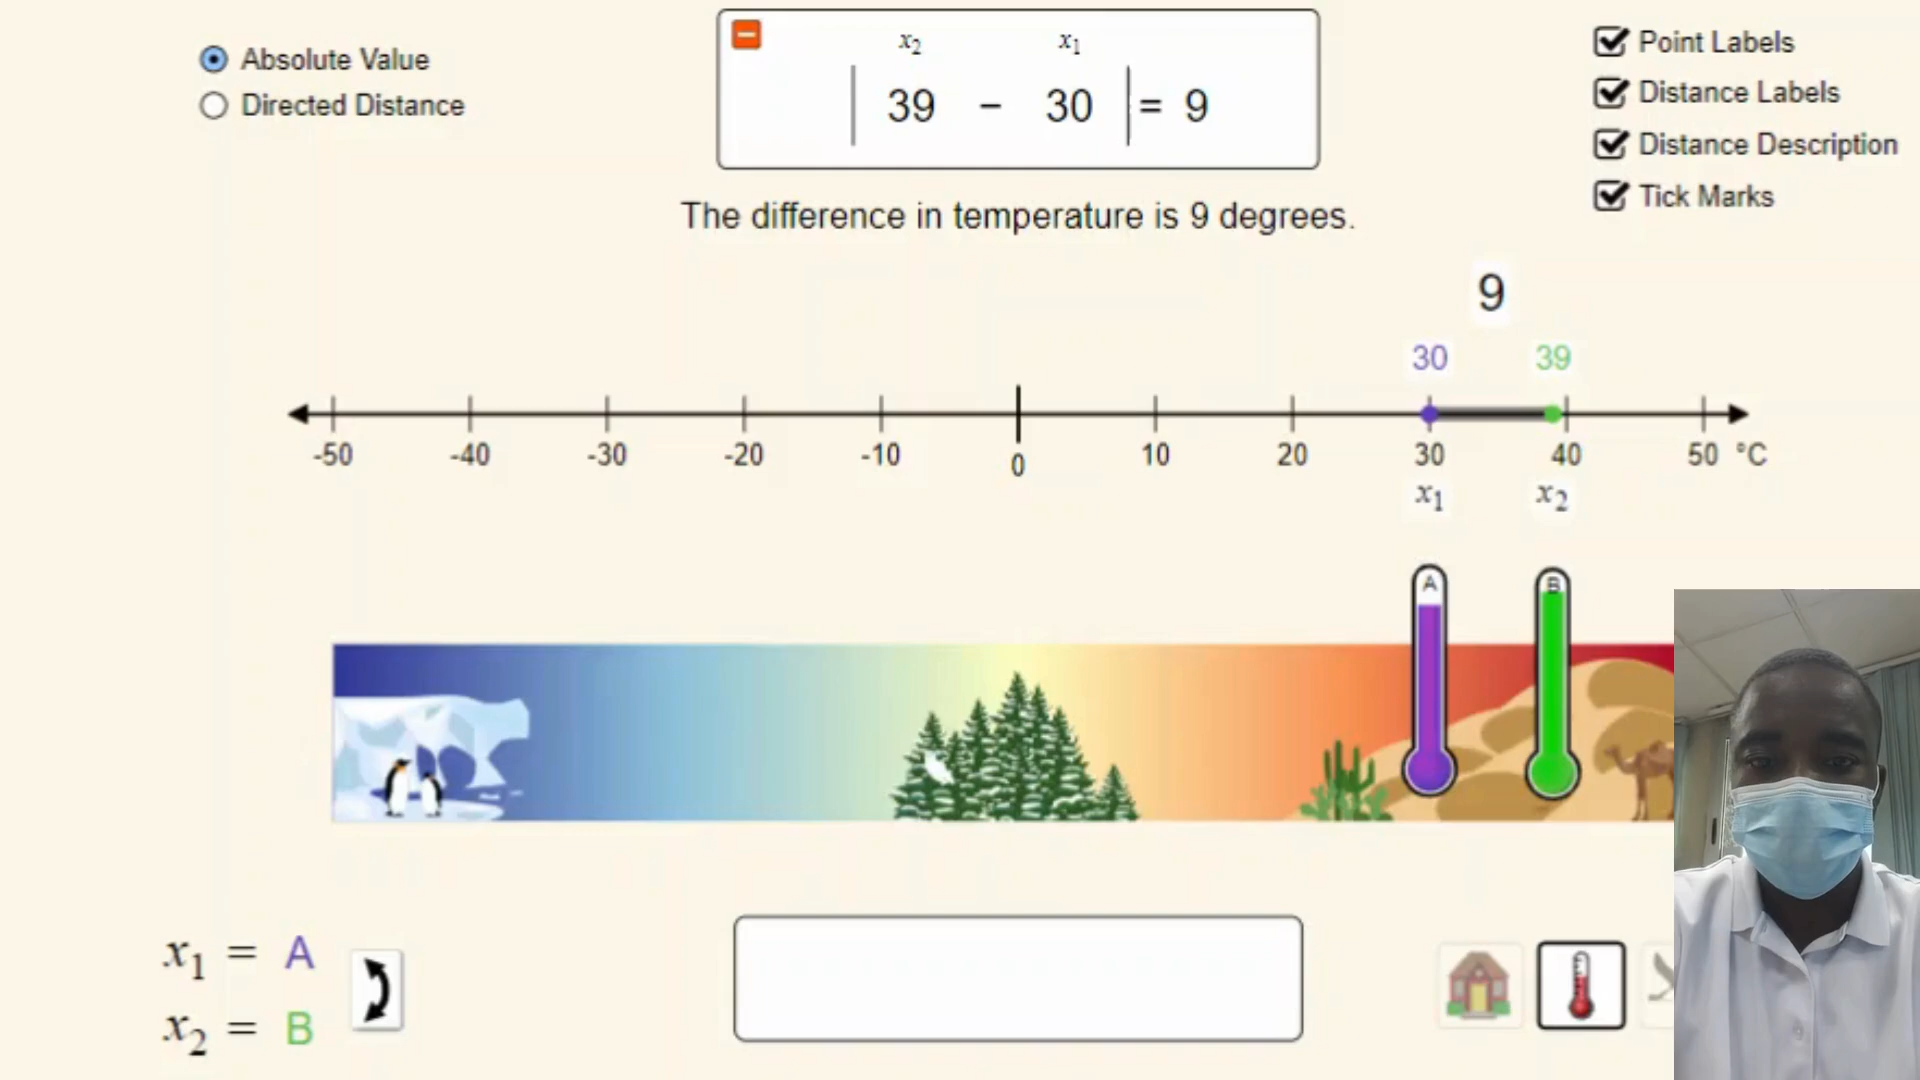 Absolute Value
Directed Distance
x2 x1
| 39 − 30 | = 9
Point Labels
Distance Labels
Distance Description
Tick Marks
The difference in temperature is 9 degrees.
9
30 39
-50 -40 -30 -20 -10 0 10 20 30 40 50 °C
x1 x2
A B
x1 = A
x2 = B